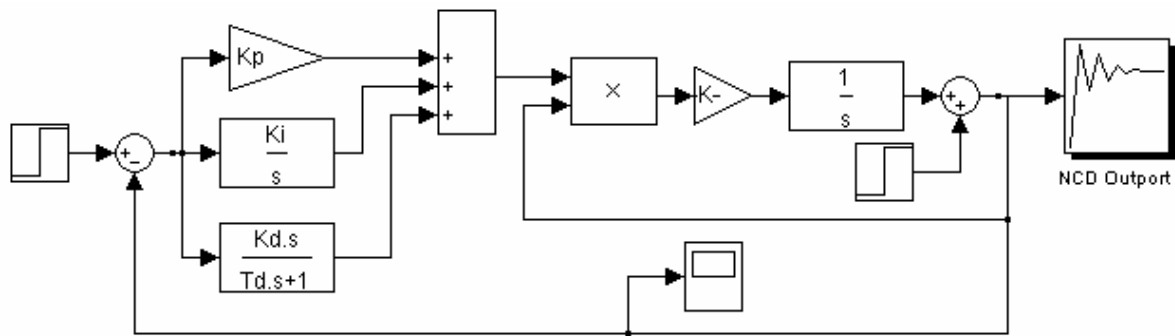 Kp
+
+
+
×
K-
1
s
+
+
+
-
Ki
s
NCD Outport
Kd.s
Td.s+1